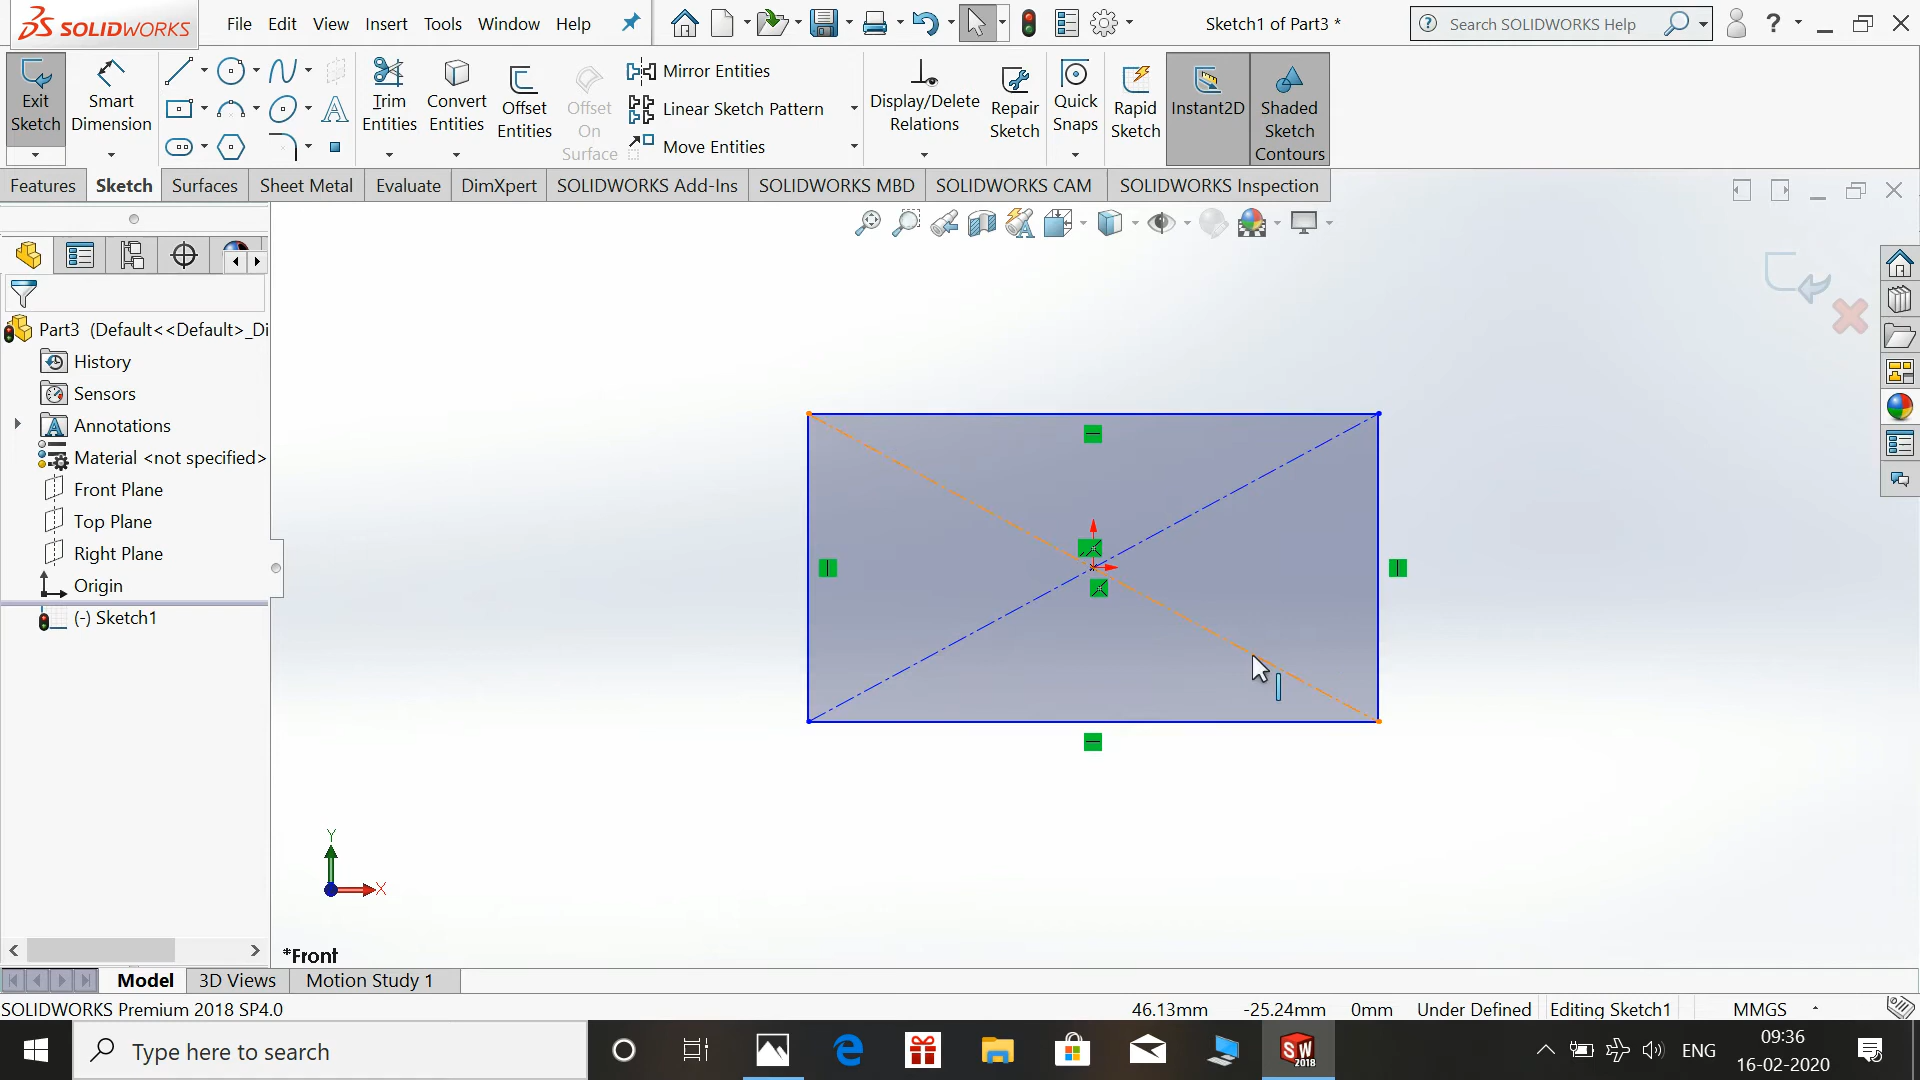 SOLIDWORKS File Edit View Insert Tools Window Help Sketch1 of Part3 * Search SOLIDWORKS Help ?
Exit Sketch
Smart Dimension
Trim Entities
Convert Entities
Offset Entities
Offset On Surface
Mirror Entities
Linear Sketch Pattern
Move Entities
Display/Delete Relations
Repair Sketch
Quick Snaps
Rapid Sketch
Instant2D
Shaded Sketch Contours
Features Sketch Surfaces Sheet Metal Evaluate DimXpert SOLIDWORKS Add-Ins SOLIDWORKS MBD SOLIDWORKS CAM SOLIDWORKS Inspection
Part3 (Default<<Default>_Di
History
Sensors
Annotations
Material <not specified>
Front Plane
Top Plane
Right Plane
Origin
(-) Sketch1
Y
X
*Front
Model 3D Views Motion Study 1
SOLIDWORKS Premium 2018 SP4.0 46.13mm -25.24mm 0mm Under Defined Editing Sketch1 MMGS
Type here to search SW 2018 ENG 09:36
16-02-2020